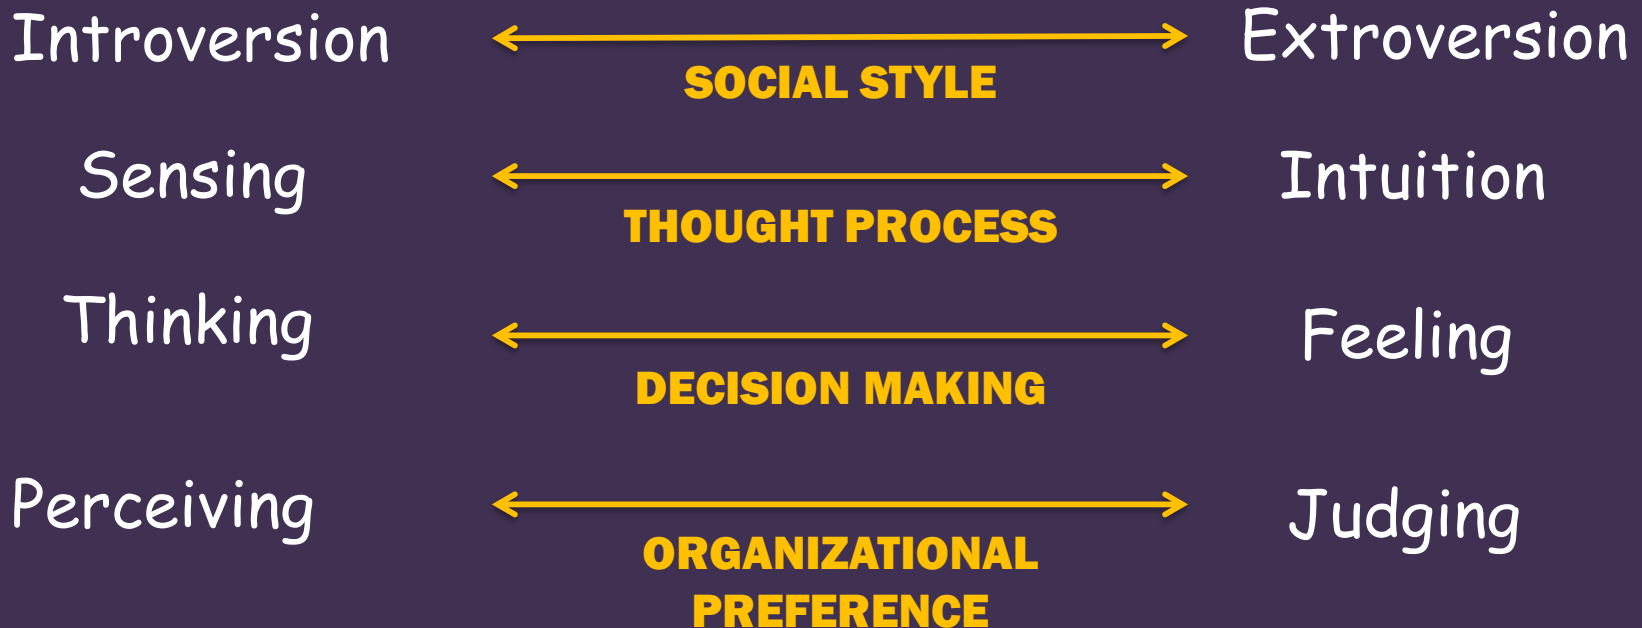 Introversion
Extroversion
SOCIAL STYLE
Sensing
Intuition
THOUGHT PROCESS
Thinking
Feeling
DECISION MAKING
Perceiving
Judging
ORGANIZATIONAL
PREFERENCE